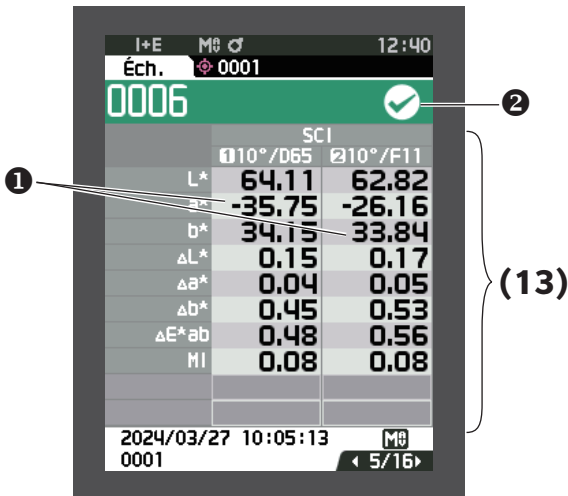 I+E M 12:40
Éch. 0001
0006
❷
SCI
❶10°/D65 ❷10°/F11
❶
L* 64.11 62.82
a* -35.75 -26.16
b* 34.15 33.84
ΔL* 0.15 0.17
Δa* 0.04 0.05
Δb* 0.45 0.53
ΔE*ab 0.48 0.56
MI 0.08 0.08
(13)
2024/03/27 10:05:13 M
0001 5/16